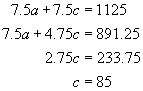 7.5a + 7.5c = 1125
7.5a + 4.75c = 891.25
2.75c = 233.75
c = 85